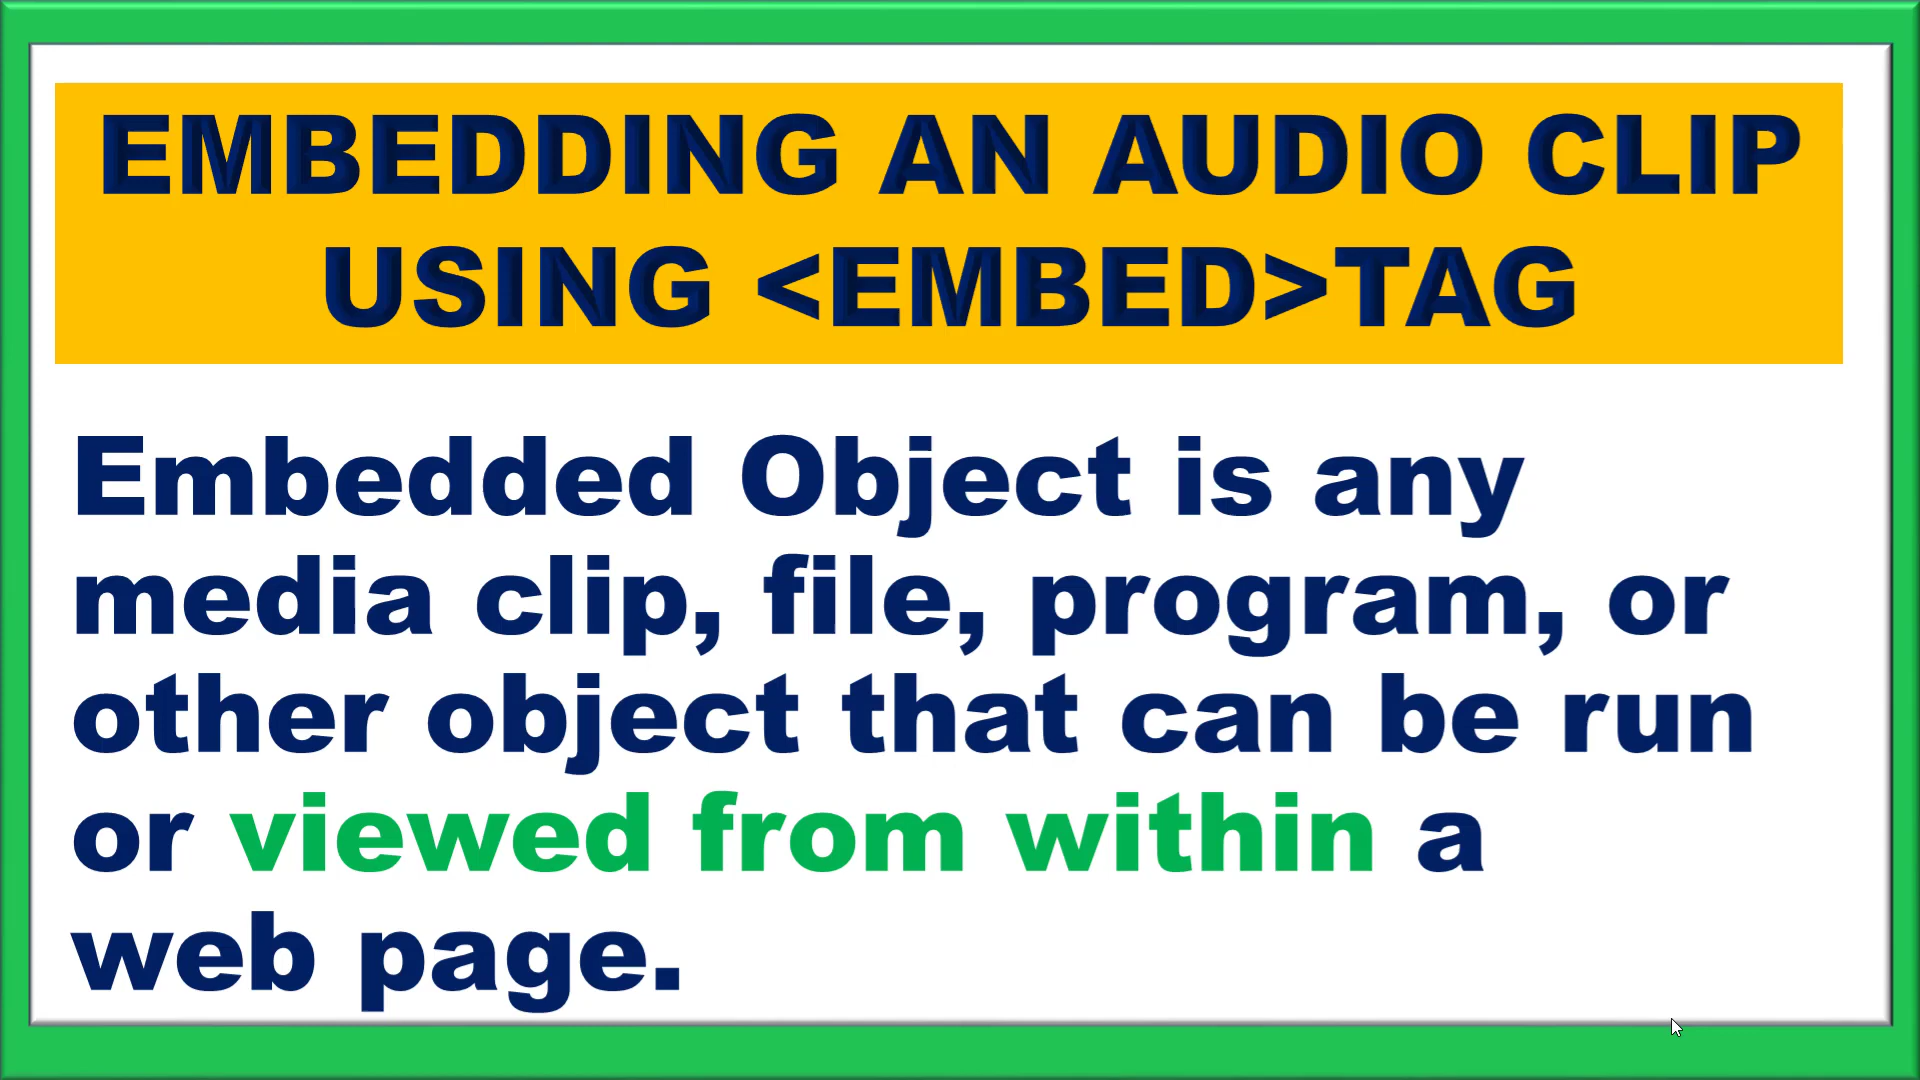 EMBEDDING AN AUDIO CLIP
USING <EMBED>TAG
Embedded Object is any
media clip, file, program, or
other object that can be run
or viewed from within a
web page.